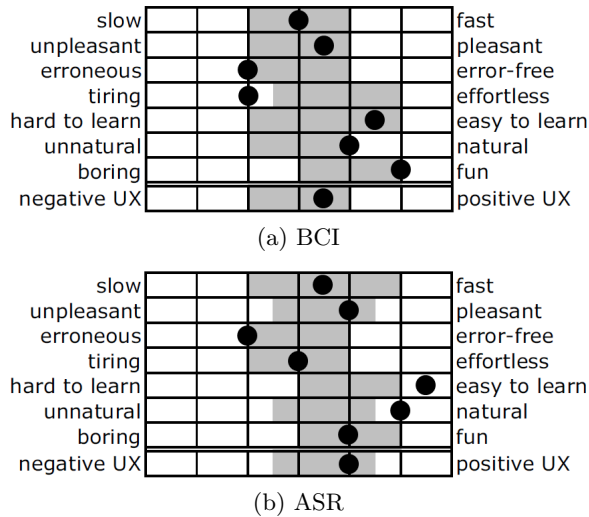 slow fast
unpleasant pleasant
erroneous error-free
tiring effortless
hard to learn easy to learn
unnatural natural
boring fun
negative UX positive UX
(a) BCI
slow fast
unpleasant pleasant
erroneous error-free
tiring effortless
hard to learn easy to learn
unnatural natural
boring fun
negative UX positive UX
(b) ASR